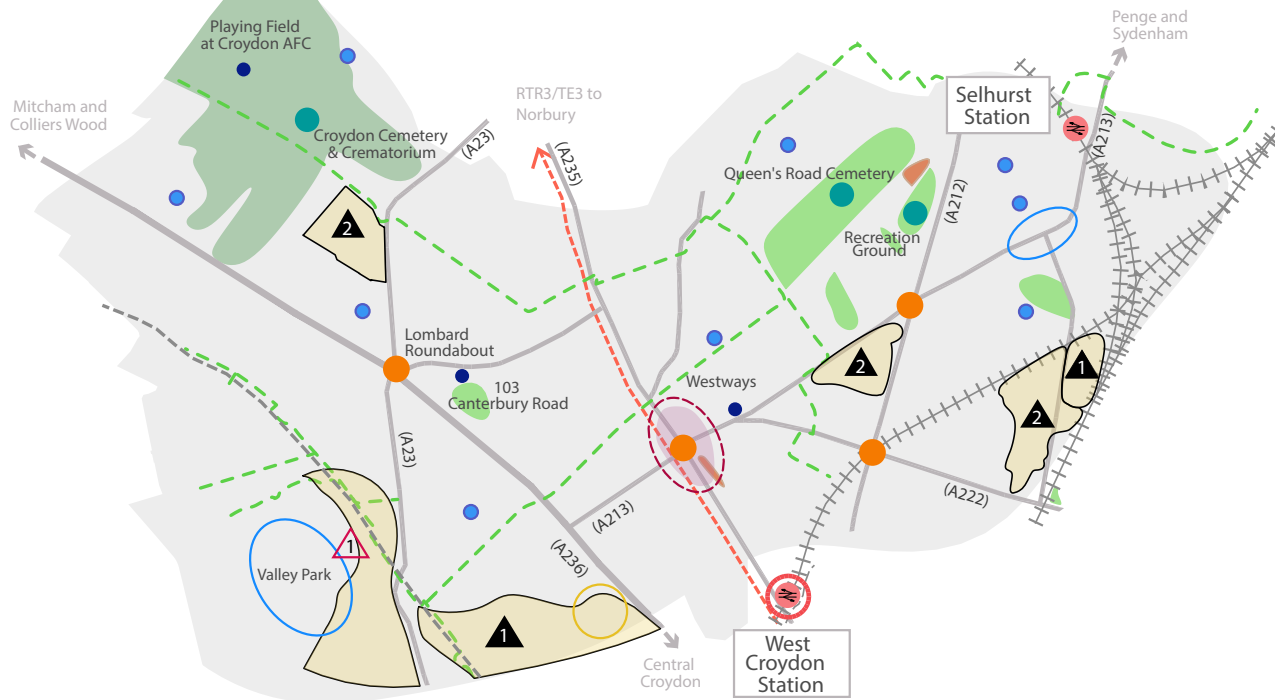 Penge and
Sydenham
Playing Field
at Croydon AFC
Mitcham and
Colliers Wood
RTR3/TE3 to
Norbury
Selhurst
Station
Croydon Cemetery
& Crematorium
(A23)
(A235)
(A213)
Queen's Road Cemetery
(A212)
Recreation
Ground
2
Lombard
Roundabout
103
Canterbury Road
Westways
2
1
2
(A23)
(A213)
(A222)
(A236)
1
Valley Park
1
West
Croydon
Station
Central
Croydon